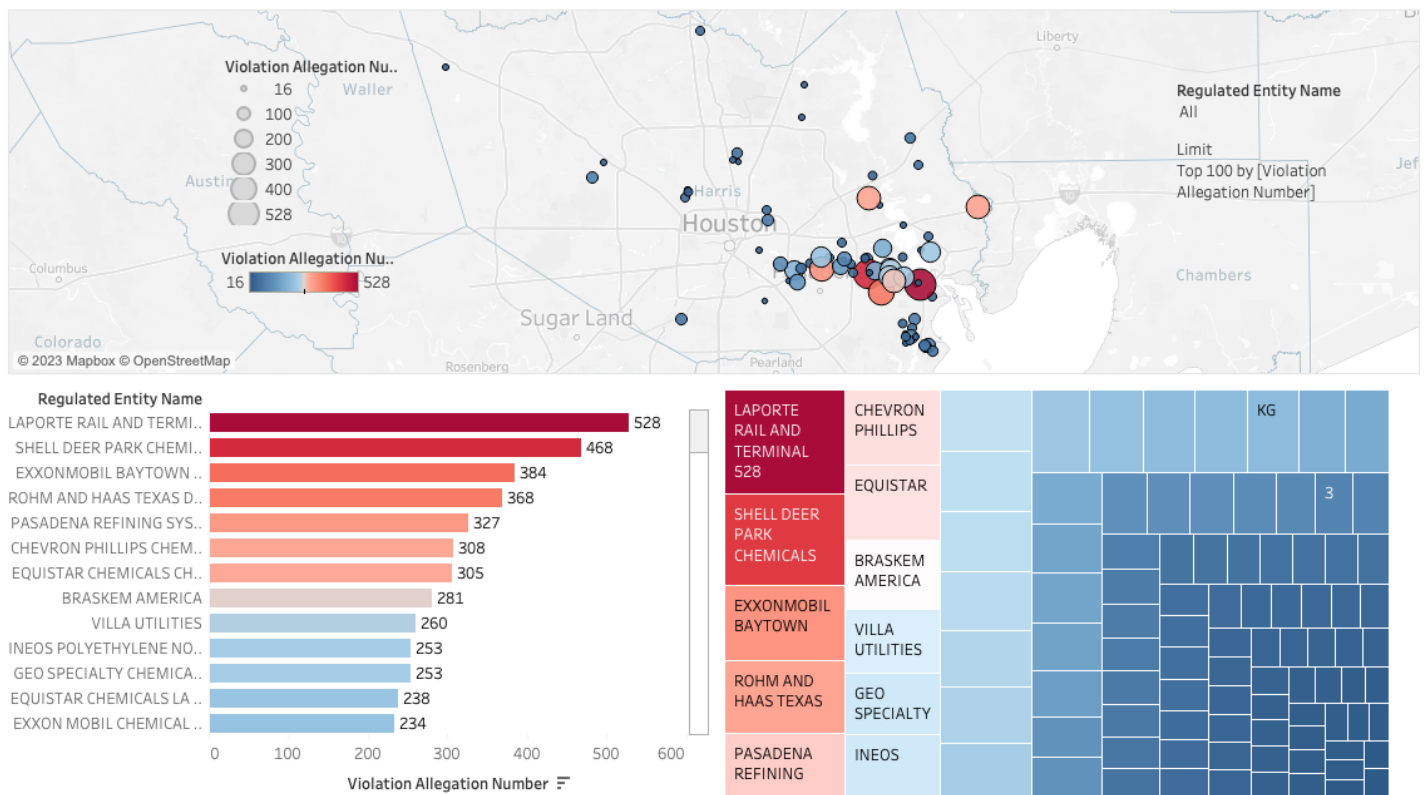 Liberty
Violation Allegation Nu..
16
100
200
300
400
528
Waller
Regulated Entity Name
All
Limit
Top 100 by [Violation
Allegation Number]
Austin
Harris
Houston
10
10
Jef
Columbus
Violation Allegation Nu..
16
528
Chambers
Sugar Land
Colorado
© 2023 Mapbox © OpenStreetMap
Rosenberg
Pearland
Regulated Entity Name
LAPORTE RAIL AND TERMI..
528
SHELL DEER PARK CHEMI..
468
EXXONMOBIL BAYTOWN ..
384
ROHM AND HAAS TEXAS D..
368
PASADENA REFINING SYS..
327
CHEVRON PHILLIPS CHEM..
308
EQUISTAR CHEMICALS CH..
305
BRASKEM AMERICA
281
VILLA UTILITIES
260
INEOS POLYETHYLENE NO..
253
GEO SPECIALTY CHEMICA..
253
EQUISTAR CHEMICALS LA ..
238
EXXON MOBIL CHEMICAL ..
234
0 100 200 300 400 500 600
Violation Allegation Number
LAPORTE
RAIL AND
TERMINAL
528
SHELL DEER
PARK
CHEMICALS
EXXONMOBIL
BAYTOWN
ROHM AND
HAAS TEXAS
PASADENA
REFINING
CHEVRON
PHILLIPS
EQUISTAR
BRASKEM
AMERICA
VILLA
UTILITIES
GEO
SPECIALTY
INEOS
KG
3